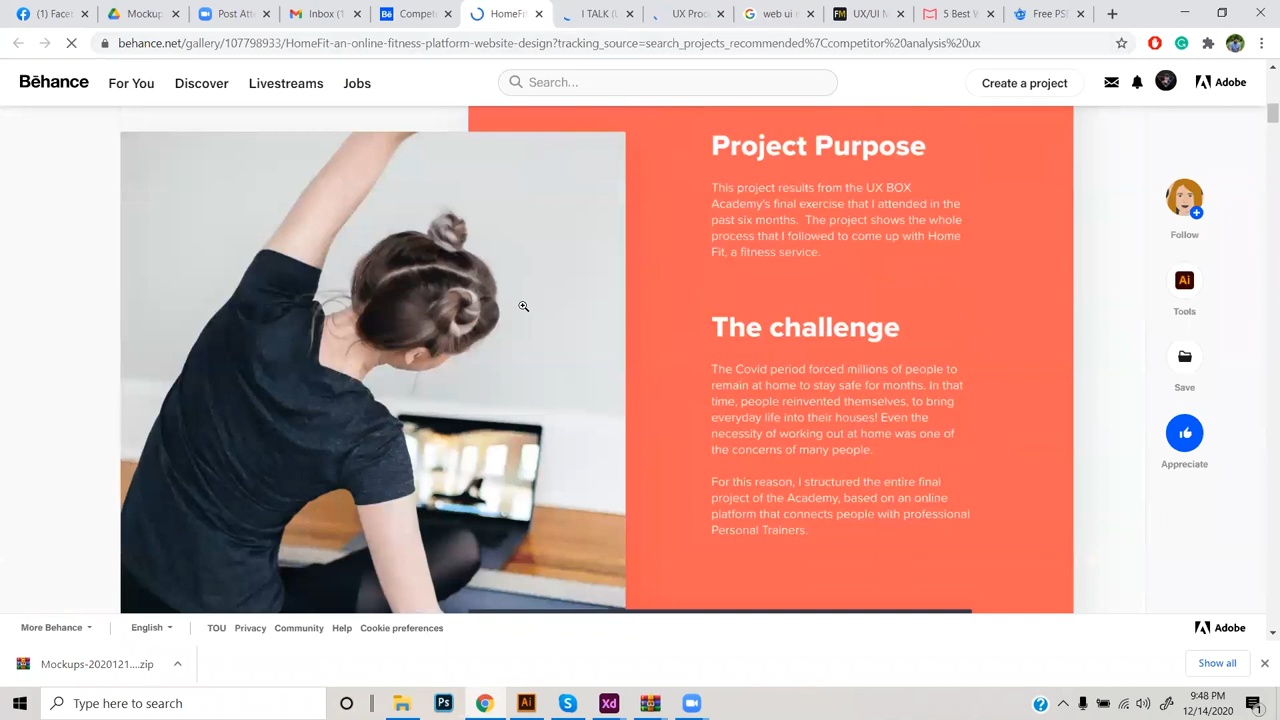 (1) F
Mockup
Pen Atte
Inbox (1
Compet
HomeFit
TALK (U
UX Proc
ui ux b
UX - M
5 Best V
Free PSD
behance.net/gallery/107798933/HomeFit-an-online-fitness-platform-website-design?tracking_source=search_projects_recommended%7Ccompetitor%20analysis%20ux
Bēhance
For You
Discover
Livestreams
Jobs
Search...
Create a project
Adobe
Project Purpose
This project results from the UX BOX
Academy's final exercise that I attended in the
past six months. The project shows the whole
process that I followed to come up with Home
Fit, a fitness service.
The challenge
The Covid period forced millions of people to
remain at home to stay safe for months. In that
time, people reinvented themselves, to bring
everyday life into their houses! Even the
necessity of working out at home was one of
the concerns of many people.
For this reason, i structured the entire final
project of the Academy, based on an online
platform that connects people with professional
Personal Trainers.
Follow
Ai
Tools
Save
Appreciate
More Behance
English
TOU
Privacy
Community
Help
Cookie preferences
Adobe
Mockups-2020121....zip
Show all
Type here to search
Ps
Ai
Xd
9:48 PM
12/14/2020